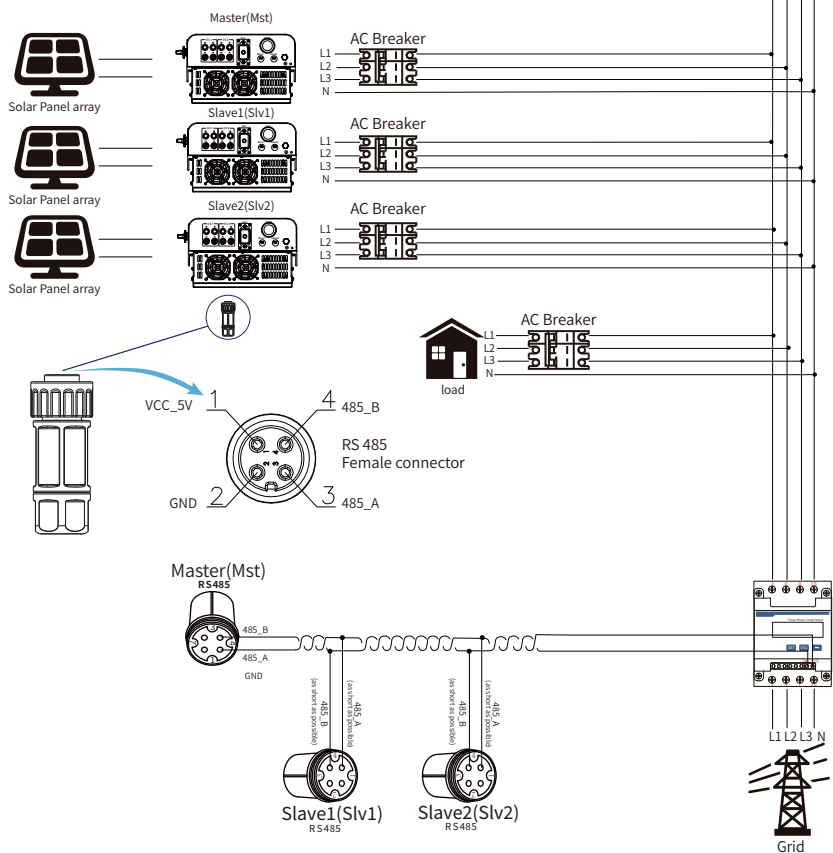 Master(Mst)
AC Breaker
L1
L2
L3
N
Solar Panel array
Slave1(Slv1)
AC Breaker
L1
L2
L3
N
Solar Panel array
Slave2(Slv2)
AC Breaker
L1
L2
L3
N
Solar Panel array
AC Breaker
L1
L2
L3
N
load
VCC_5V
1
4
485_B
RS 485
Female connector
GND
2
3
485_A
Master(Mst)
RS485
485_B
485_A
GND
485_B
(as short as possible)
485_A
(as short as possible)
485_B
(as short as possible)
485_A
(as short as possible)
Slave1(Slv1)
RS485
Slave2(Slv2)
RS485
L1 L2 L3 N
Grid